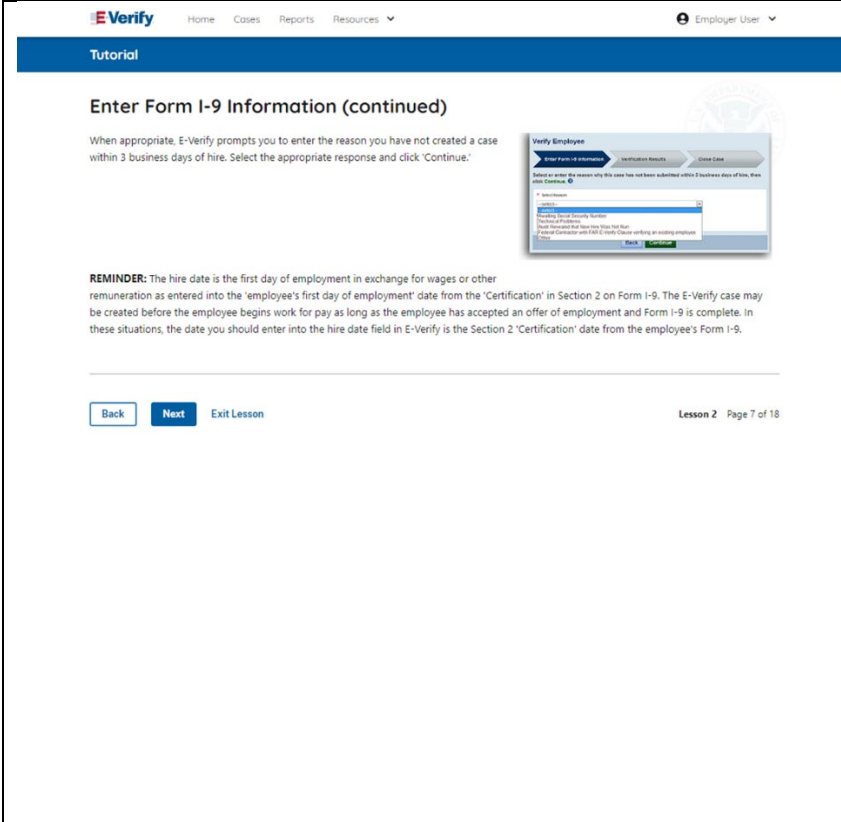 E-Verify Home Cases Reports Resources Employer User
Tutorial
Enter Form I-9 Information (continued)
When appropriate, E-Verify prompts you to enter the reason you have not created a case
within 3 business days of hire. Select the appropriate response and click 'Continue.'
Verify Employee
Enter Form I-9 Information Verification Results Close Case
Select or enter the reason why this case has not been submitted within 3 business days of hire, then
click Continue.
Select Reason
--select--
--select--
Awaiting Social Security Number
Technical Problems
Audit Revealed that New Hire Was Not Run
Federal Contractor with FAR E-Verify Clause verifying an existing employee
Other
Back Continue
REMINDER: The hire date is the first day of employment in exchange for wages or other
remuneration as entered into the 'employee's first day of employment' date from the 'Certification' in Section 2 on Form I-9. The E-Verify case may
be created before the employee begins work for pay as long as the employee has accepted an offer of employment and Form I-9 is complete. In
these situations, the date you should enter into the hire date field in E-Verify is the Section 2 'Certification' date from the employee's Form I-9.
Back Next Exit Lesson Lesson 2 Page 7 of 18